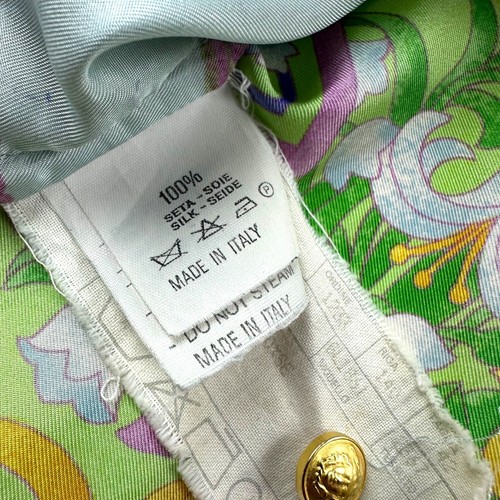 100%
SETA - SOIE
SILK - SEIDE
P
MADE IN ITALY
- DO NOT STEAM
MADE IN ITALY